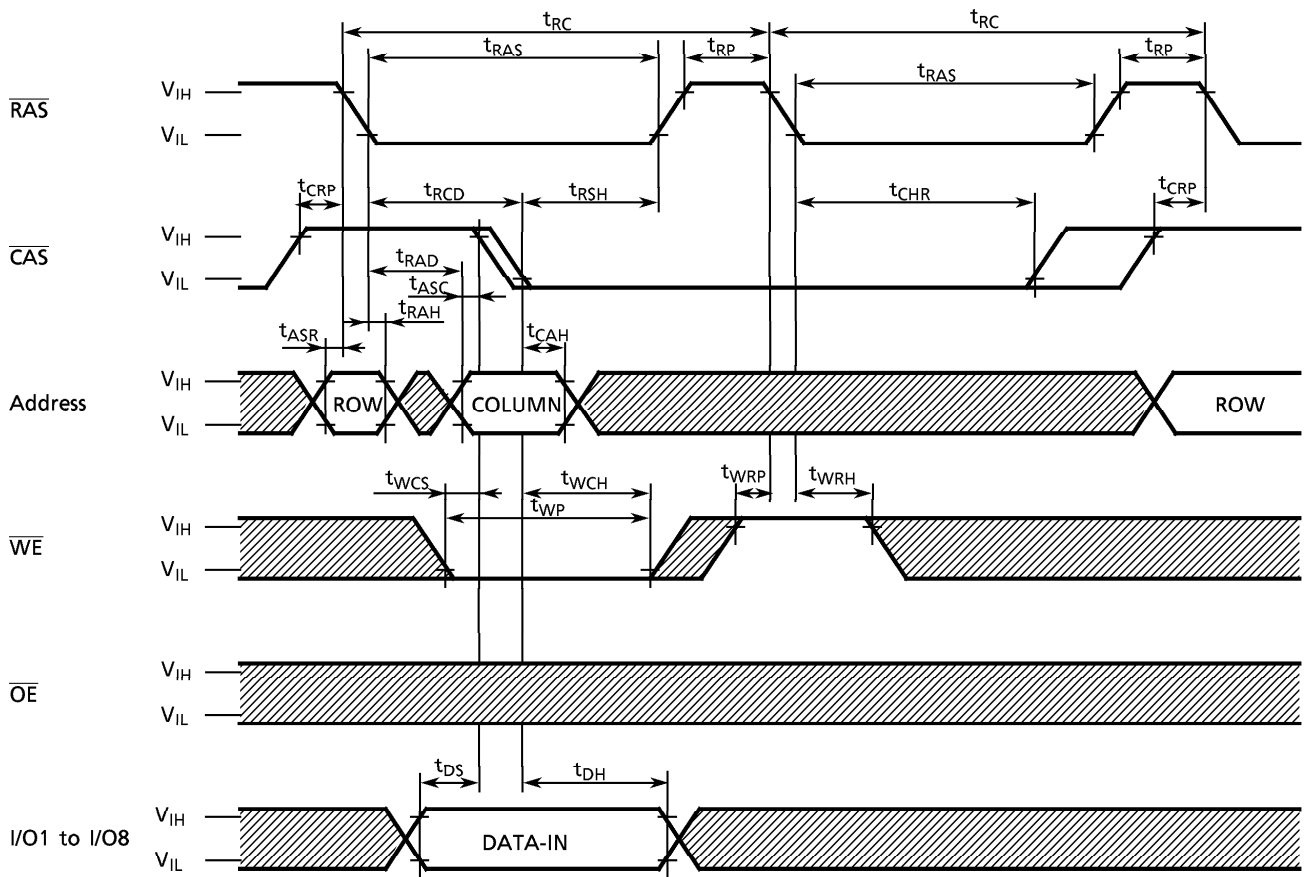 tRC tRC
tRAS tRP tRAS tRP
RAS VIH
VIL
tCRP tRCD tRSH tCHR tCRP
CAS VIH
VIL
tRAD
tASC
tRAH
tASR tCAH
Address VIH
VIL
ROW COLUMN ROW
tWCS tWCH tWRP tWRH
tWP
WE VIH
VIL
OE VIH
VIL
tDS tDH
I/O1 to I/O8 VIH
VIL
DATA-IN